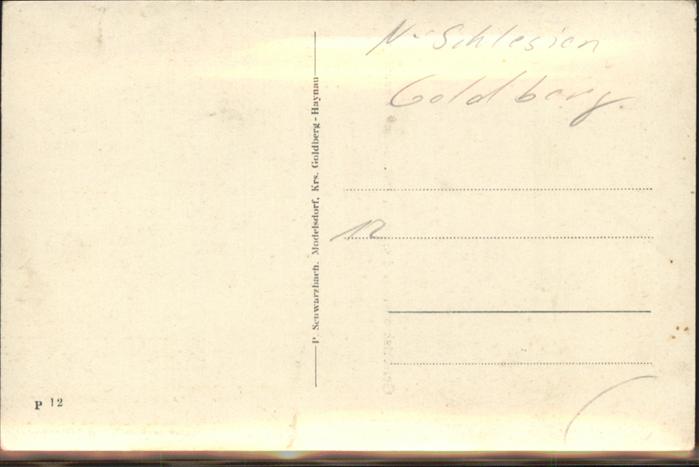 N-Schlesien
Goldberg.
P. Schwarzbach. Modelsdorf, Krs. Goldberg-Haynau
12
P 12